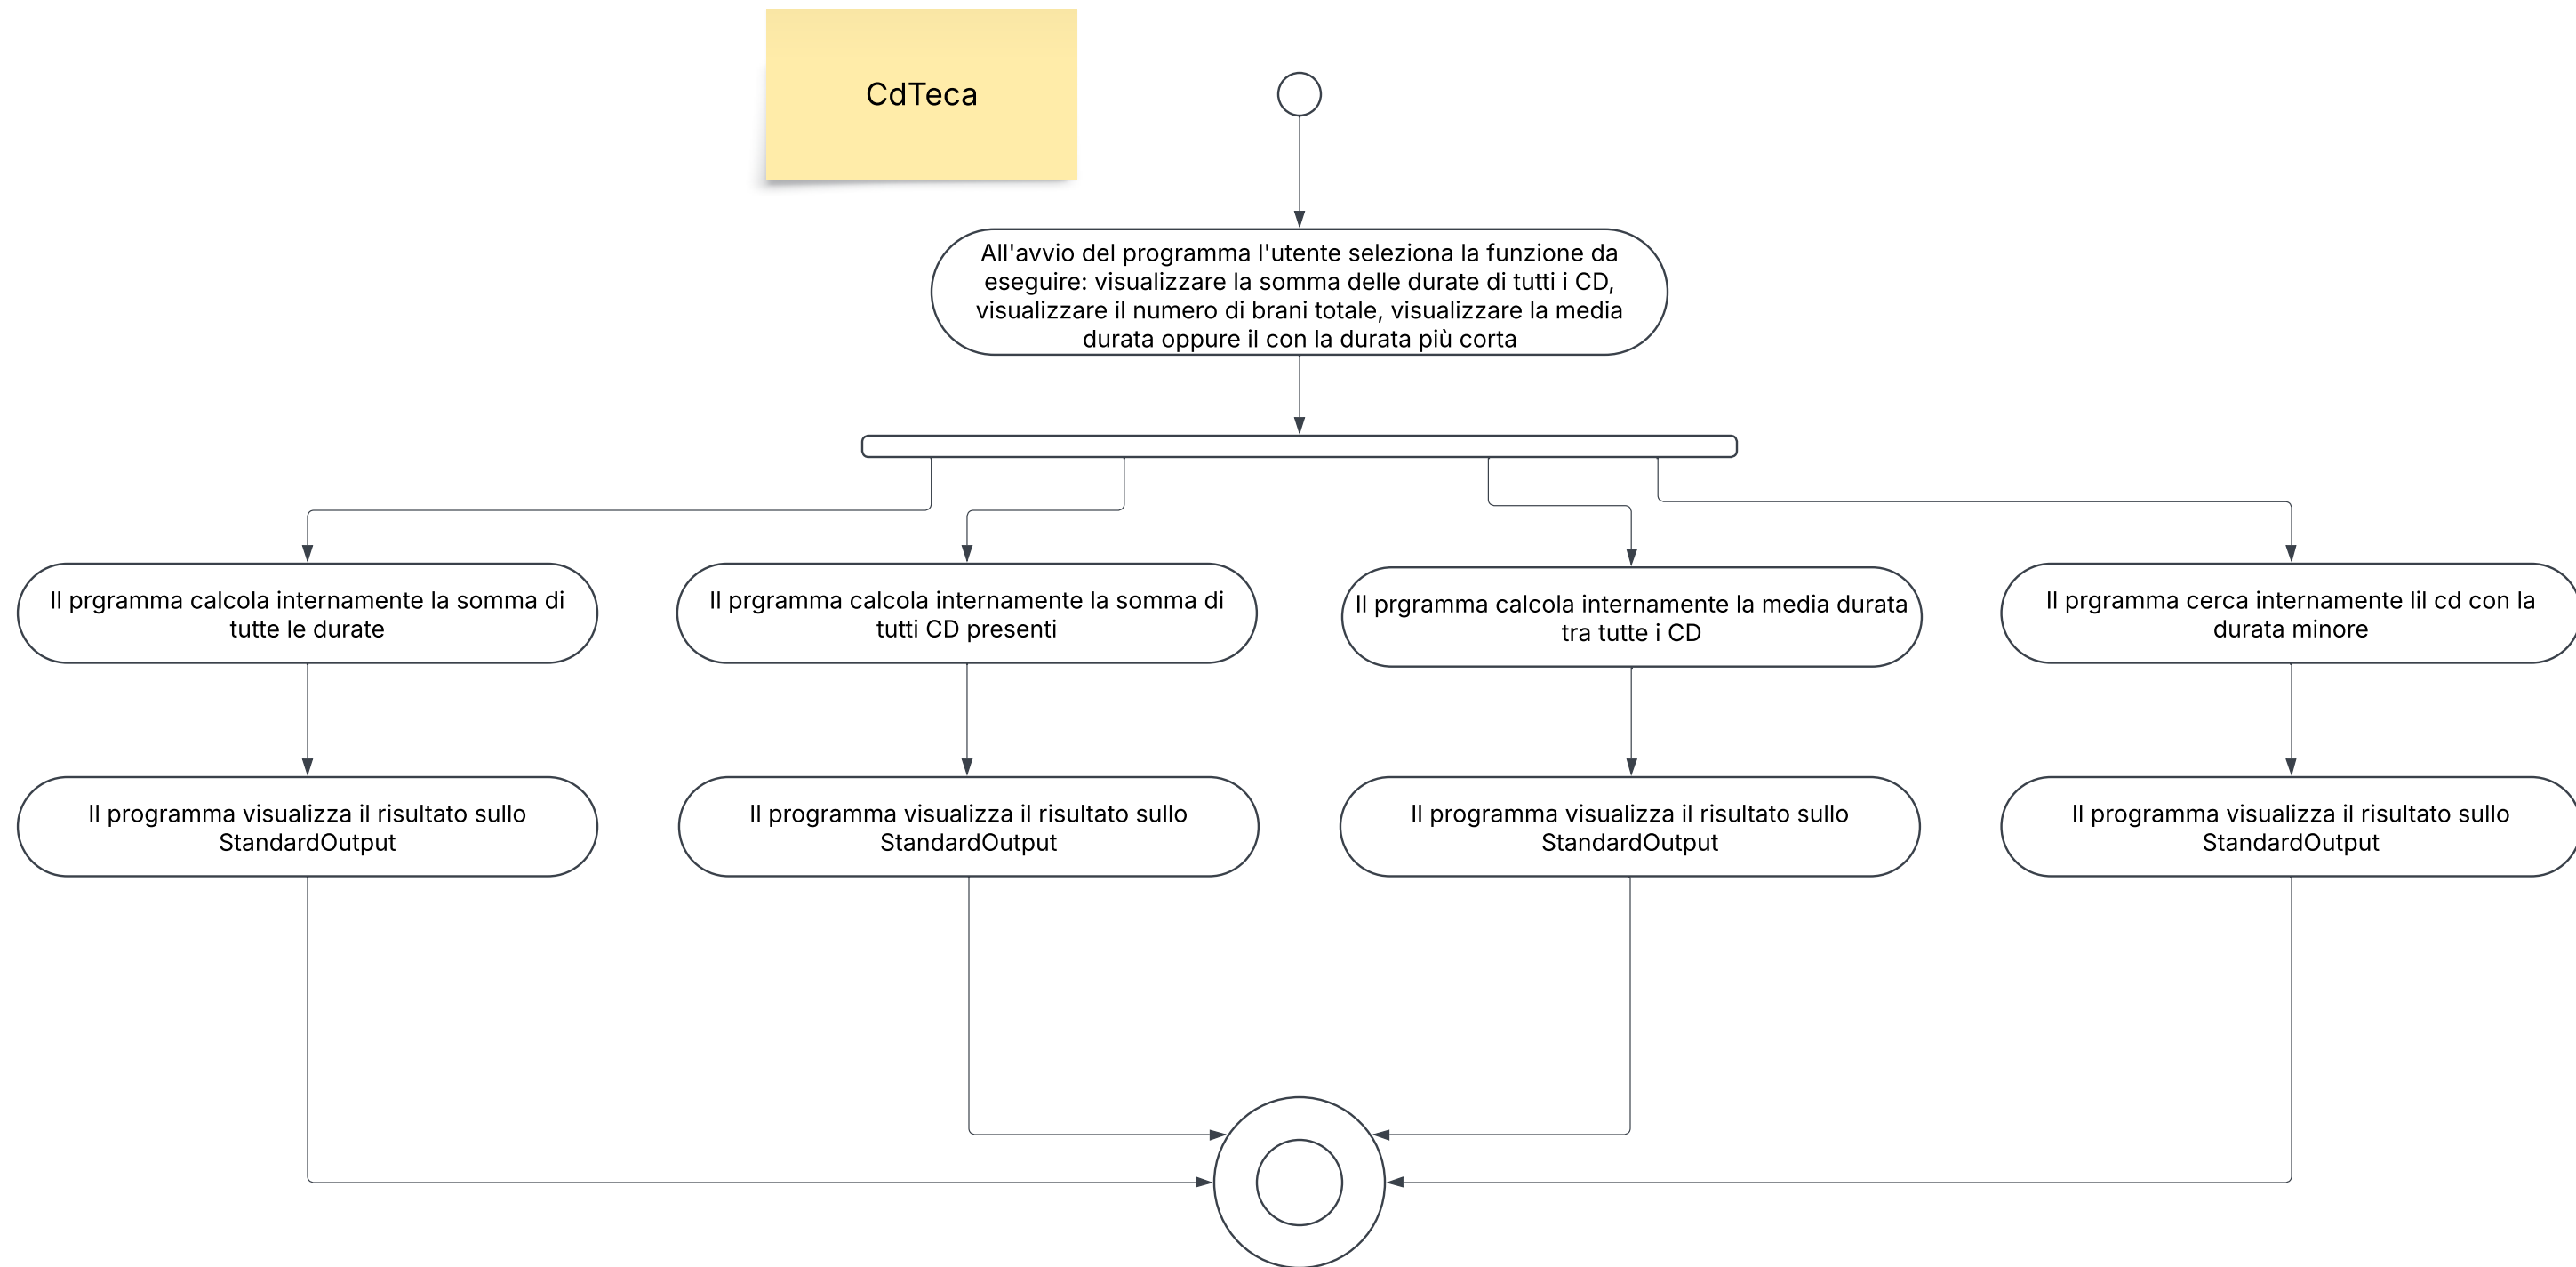 CdTeca
All'avvio del programma l'utente seleziona la funzione da
eseguire: visualizzare la somma delle durate di tutti i CD,
visualizzare il numero di brani totale, visualizzare la media
durata oppure il con la durata più corta
Il prgramma calcola internamente la somma di
tutte le durate
Il prgramma calcola internamente la somma di
tutti CD presenti
Il prgramma calcola internamente la media durata
tra tutte i CD
Il prgramma cerca internamente lil cd con la
durata minore
Il programma visualizza il risultato sullo
StandardOutput
Il programma visualizza il risultato sullo
StandardOutput
Il programma visualizza il risultato sullo
StandardOutput
Il programma visualizza il risultato sullo
StandardOutput